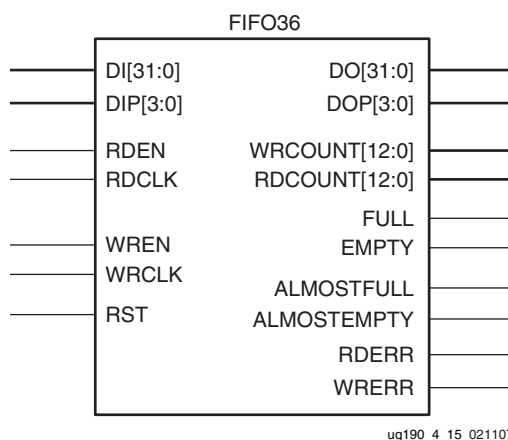 FIFO36
DI[31:0]
DIP[3:0]
RDEN
RDCLK
WREN
WRCLK
RST
DO[31:0]
DOP[3:0]
WRCOUNT[12:0]
RDCOUNT[12:0]
FULL
EMPTY
ALMOSTFULL
ALMOSTEMPTY
RDERR
WRERR
ug190_4_15_021107